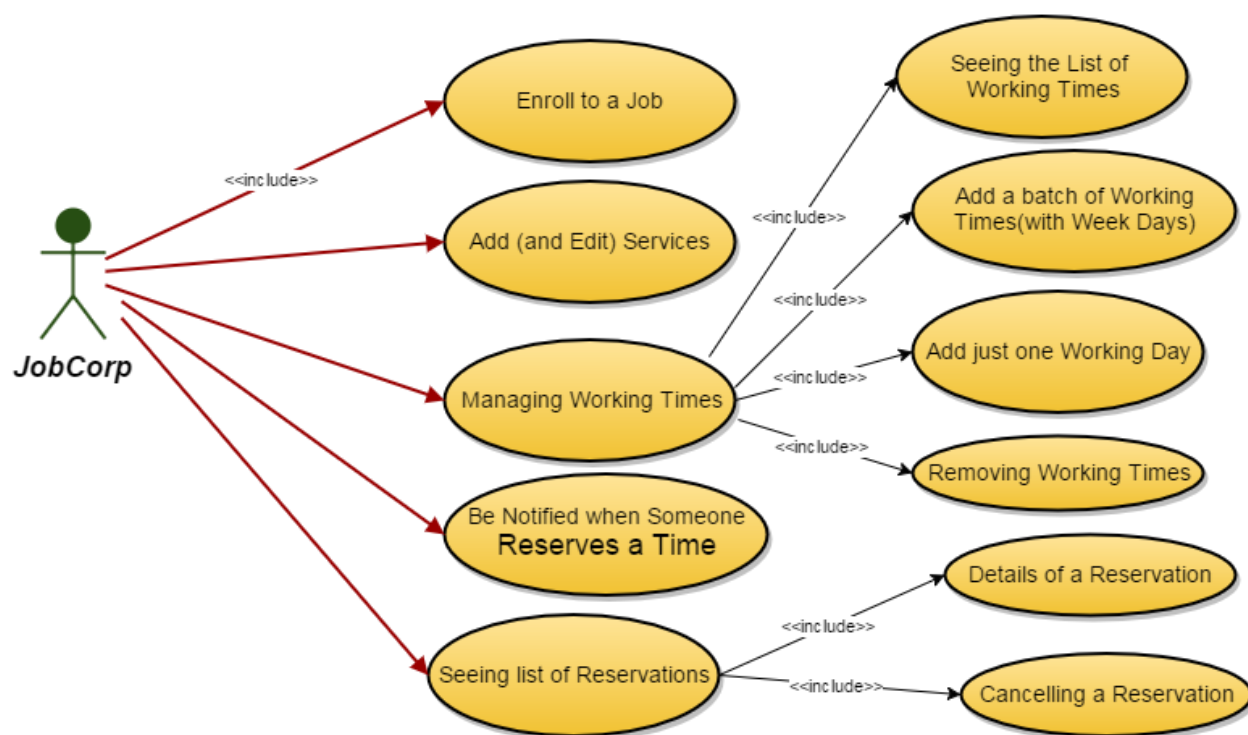 Enroll to a Job
<<include>>
Add (and Edit) Services
JobCorp
Managing Working Times
Be Notified when Someone
Reserves a Time
Seeing list of Reservations
Seeing the List of
Working Times
<<include>>
Add a batch of Working
Times(with Week Days)
<<include>>
Add just one Working Day
<<include>>
Removing Working Times
<<include>>
Details of a Reservation
<<include>>
Cancelling a Reservation
<<include>>